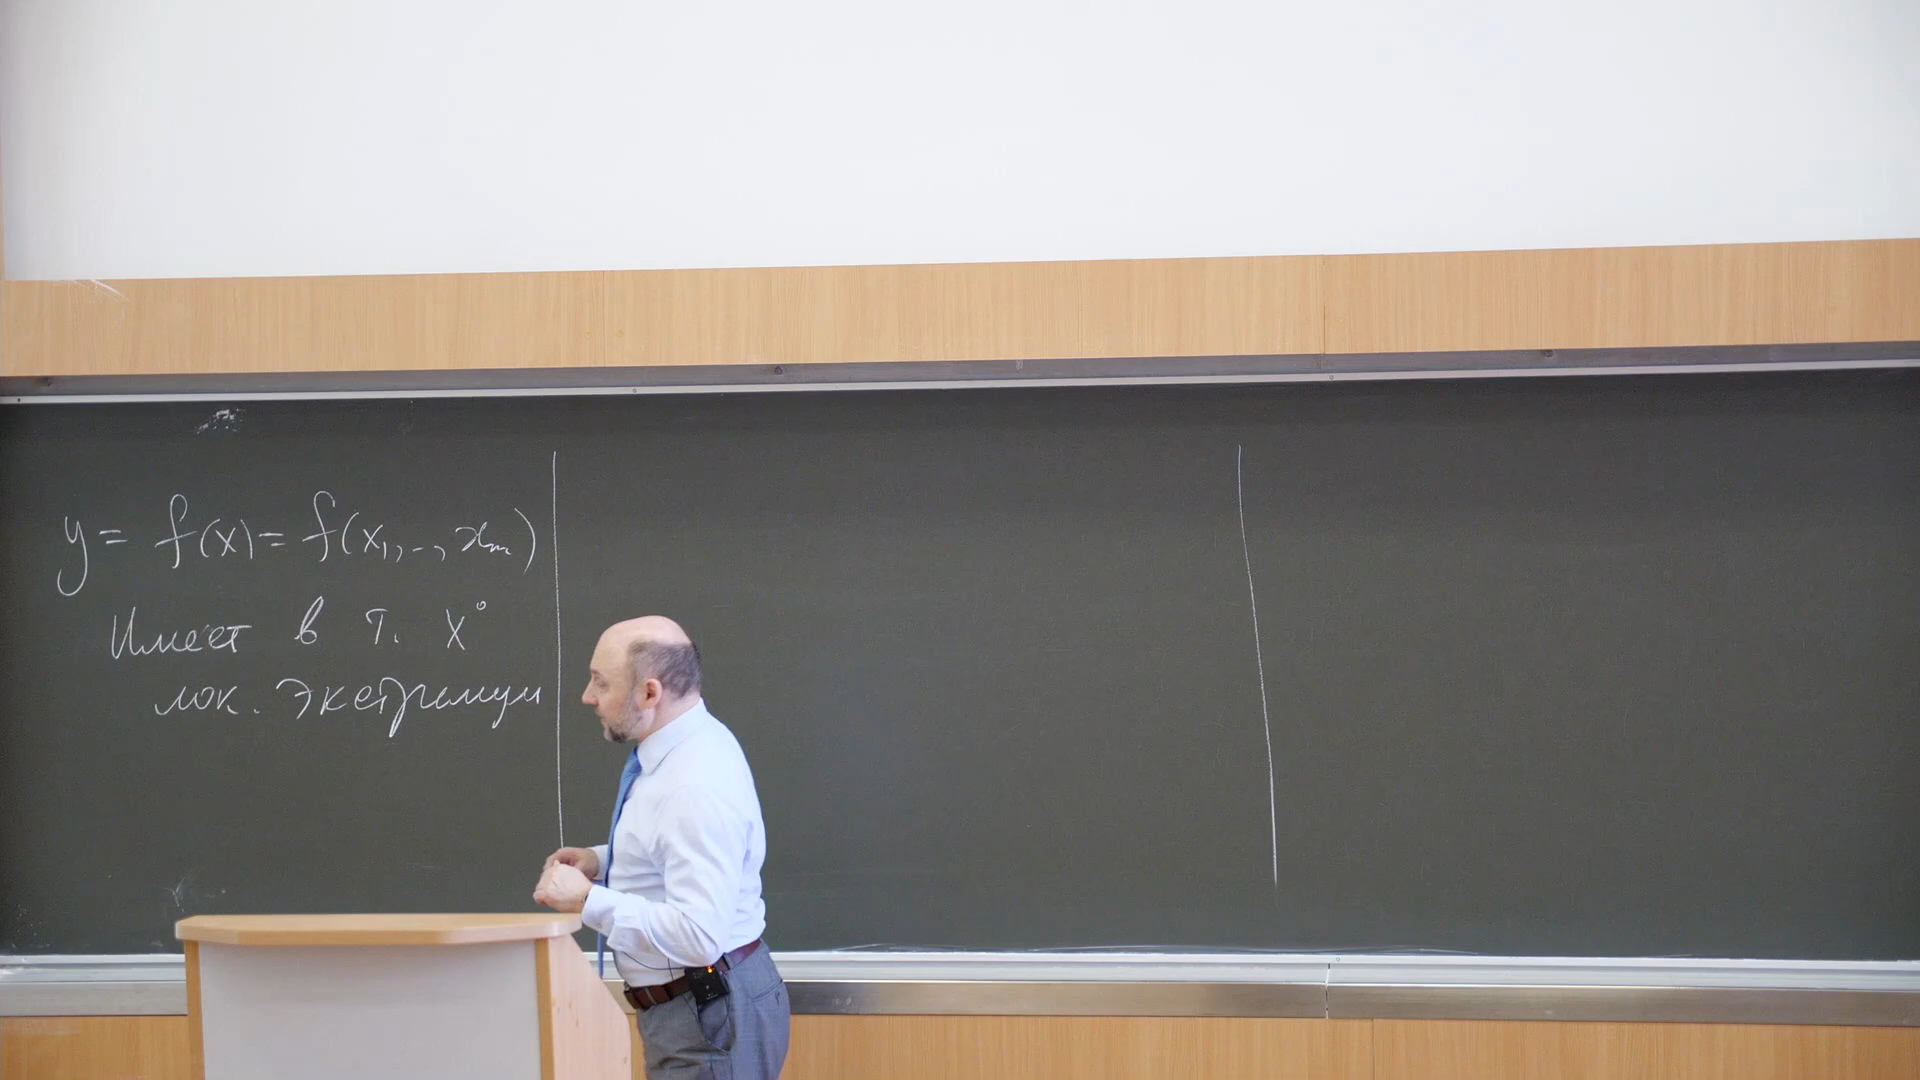 y = f(x) = f(x₁, .., xₘ)
Имеет в т. x°
лок. экстремум